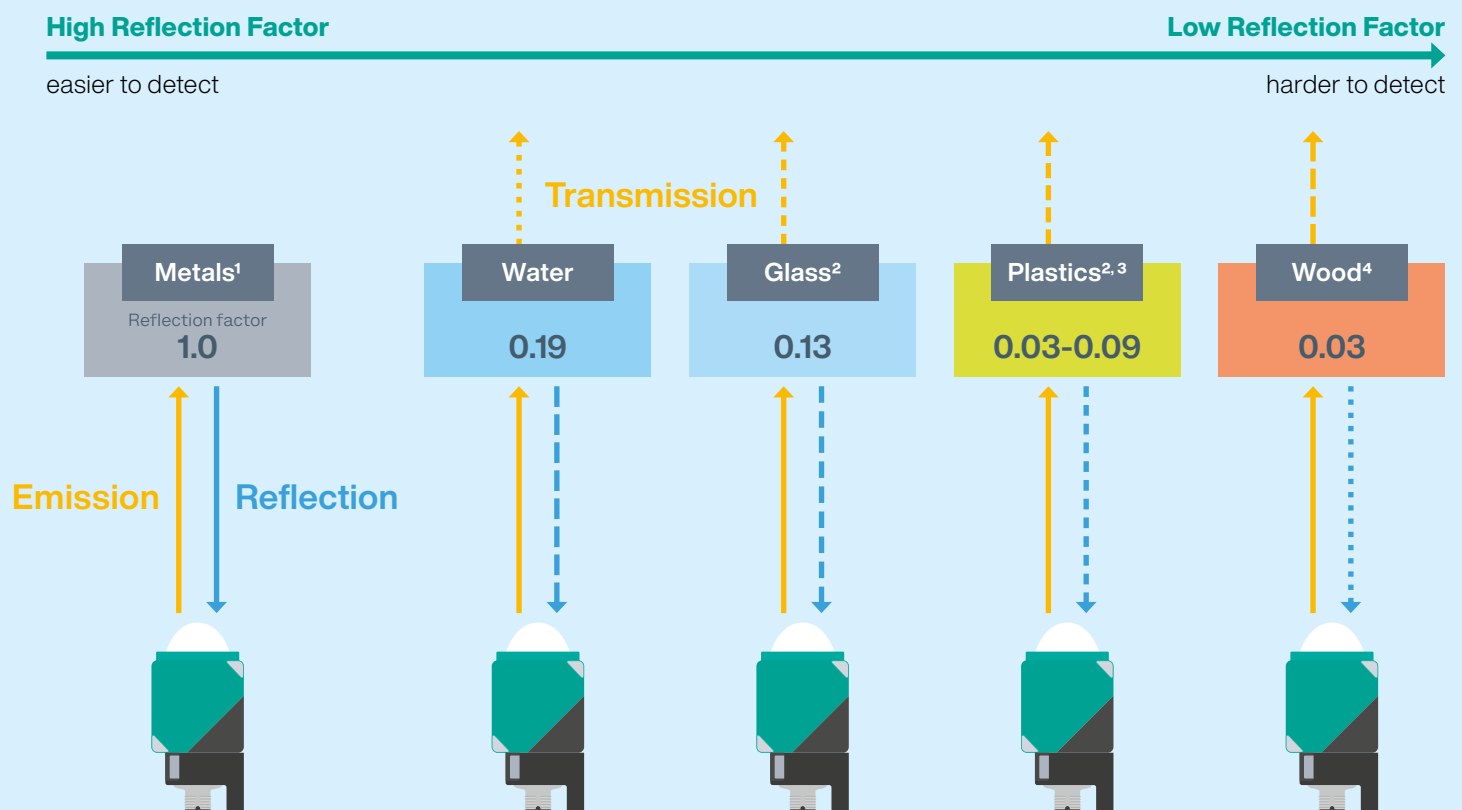 High Reflection Factor
Low Reflection Factor
easier to detect
harder to detect
Transmission
Metals¹
Water
Glass²
Plastics²,³
Wood⁴
Reflection factor
1.0
0.19
0.13
0.03-0.09
0.03
Emission
Reflection